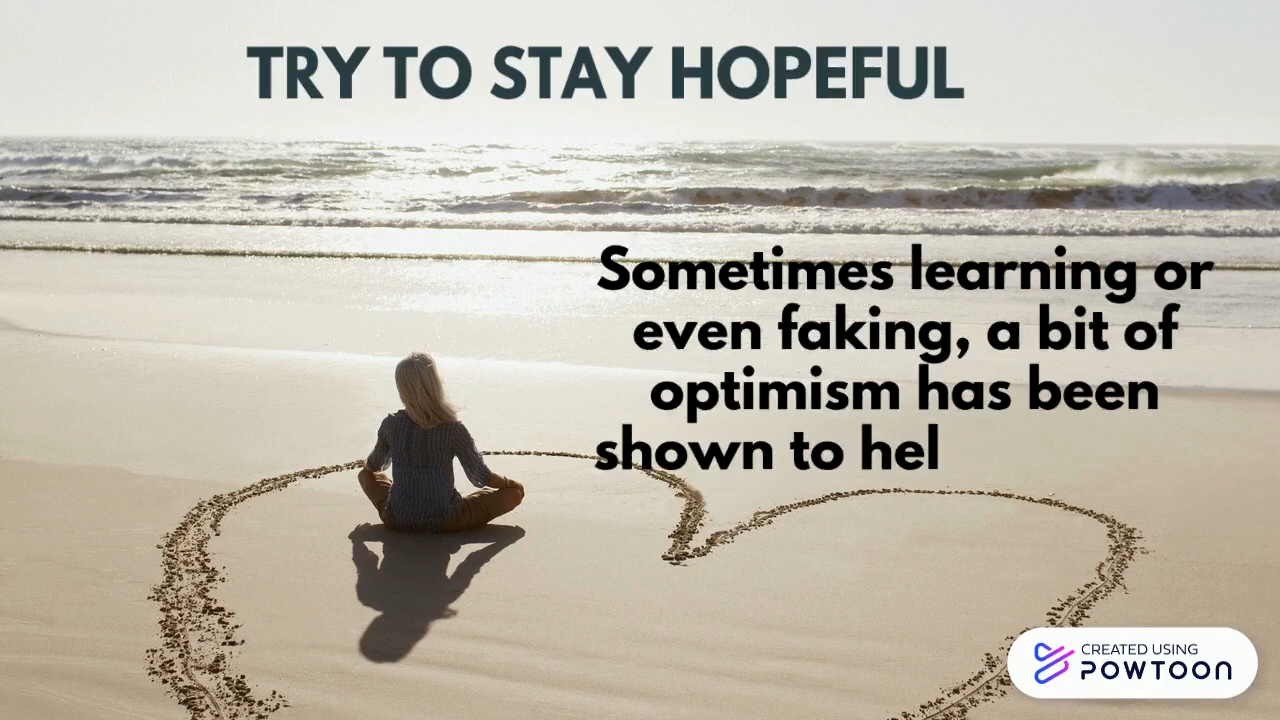 TRY TO STAY HOPEFUL
Sometimes learning or
even faking, a bit of
optimism has been
shown to hel
CREATED USING
POWTOON